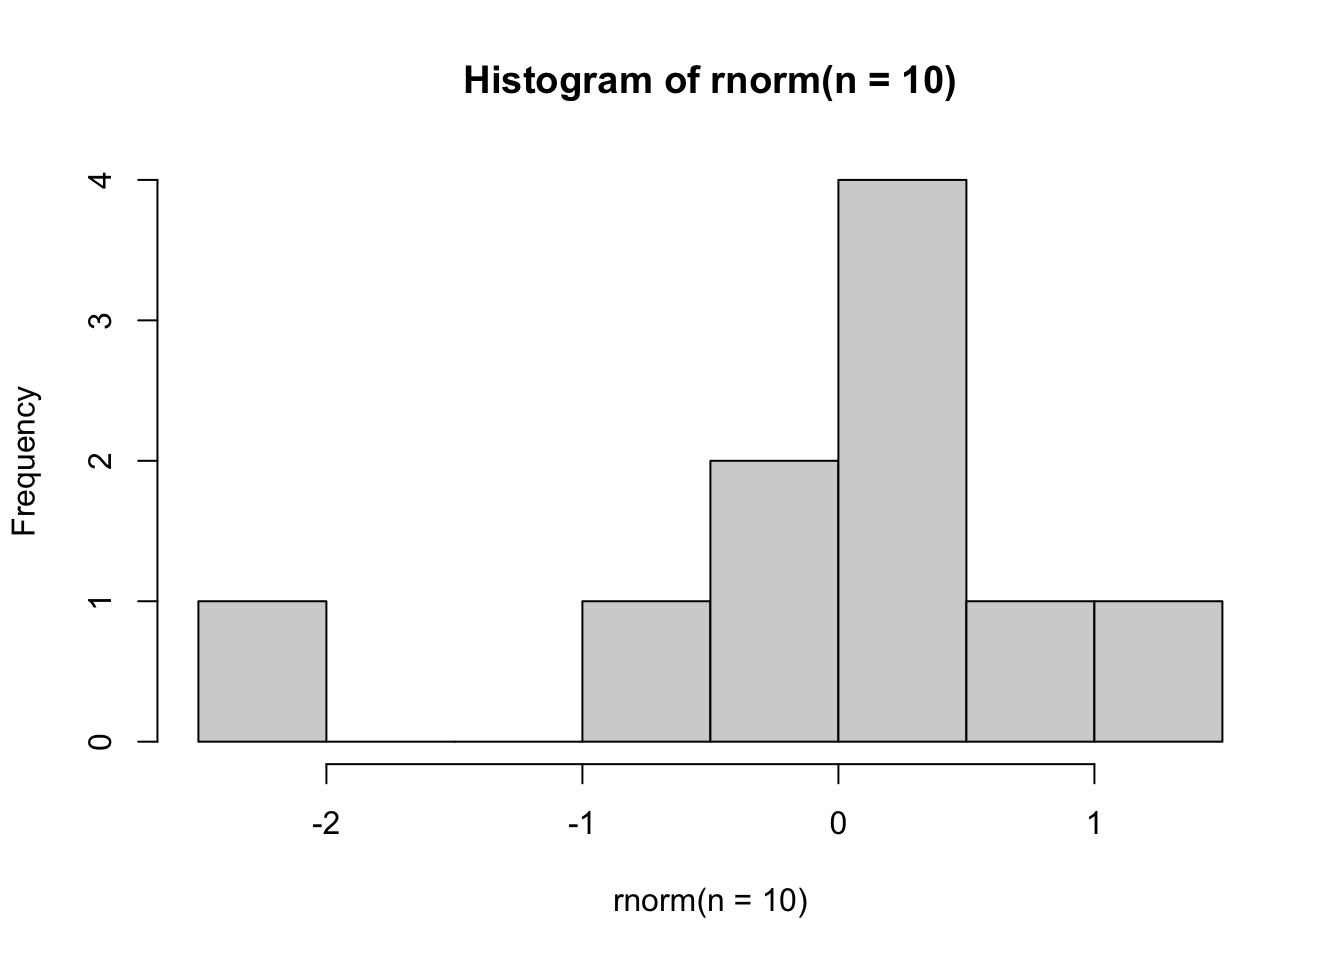 Histogram of rnorm(n = 10)
4
3
2
1
0
Frequency
-2 -1 0 1
rnorm(n = 10)